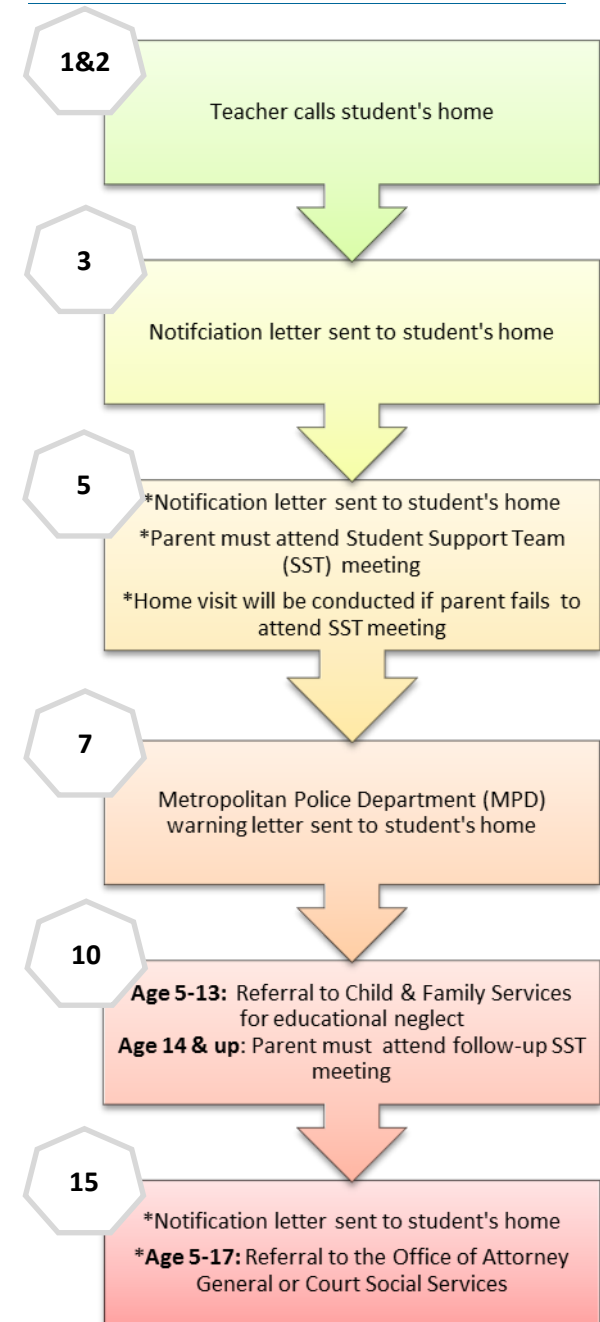 1&2
Teacher calls student's home
3
Notifciation letter sent to student's home
5
*Notification letter sent to student's home
*Parent must attend Student Support Team
(SST) meeting
*Home visit will be conducted if parent fails to
attend SST meeting
7
Metropolitan Police Department (MPD)
warning letter sent to student's home
10
Age 5-13: Referral to Child & Family Services
for educational neglect
Age 14 & up: Parent must attend follow-up SST
meeting
15
*Notification letter sent to student's home
*Age 5-17: Referral to the Office of Attorney
General or Court Social Services